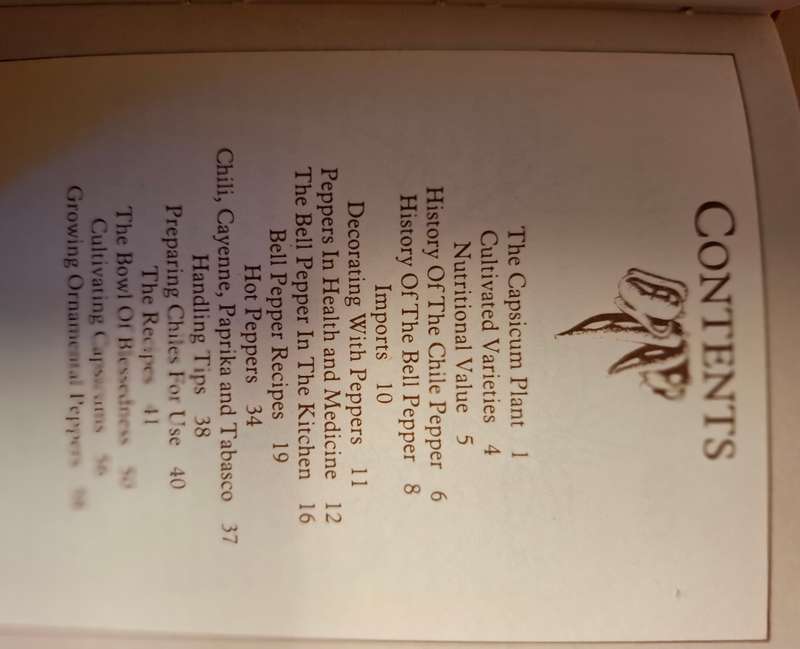 CONTENTS
The Capsicum Plant 1
Cultivated Varieties 4
Nutritional Value 5
History Of The Chile Pepper 6
History Of The Bell Pepper 8
Imports 10
Decorating With Peppers 11
Peppers In Health and Medicine 12
The Bell Pepper In The Kitchen 16
Bell Pepper Recipes 19
Hot Peppers 34
Chili, Cayenne, Paprika and Tabasco 37
Handling Tips 38
Preparing Chiles For Use 40
The Recipes 41
The Bowl Of Blessedness 50
Cultivating Capsicums 56
Growing Ornamental Peppers